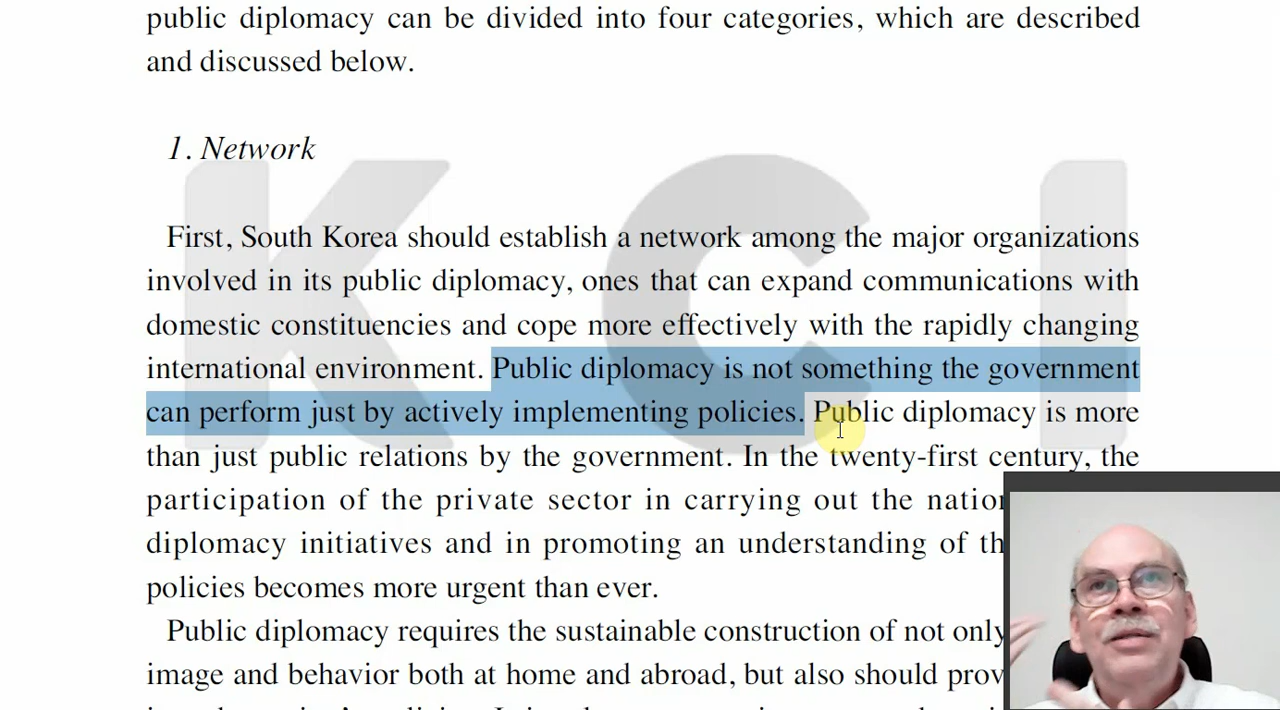 public diplomacy can be divided into four categories, which are described
and discussed below.
1. Network
First, South Korea should establish a network among the major organizations
involved in its public diplomacy, ones that can expand communications with
domestic constituencies and cope more effectively with the rapidly changing
international environment. Public diplomacy is not something the government
can perform just by actively implementing policies. Public diplomacy is more
than just public relations by the government. In the twenty-first century, the
participation of the private sector in carrying out the
diplomacy initiatives and in promoting an understanding of
policies becomes more urgent than ever.
Public diplomacy requires the sustainable construction of not only
image and behavior both at home and abroad, but also should
KCI